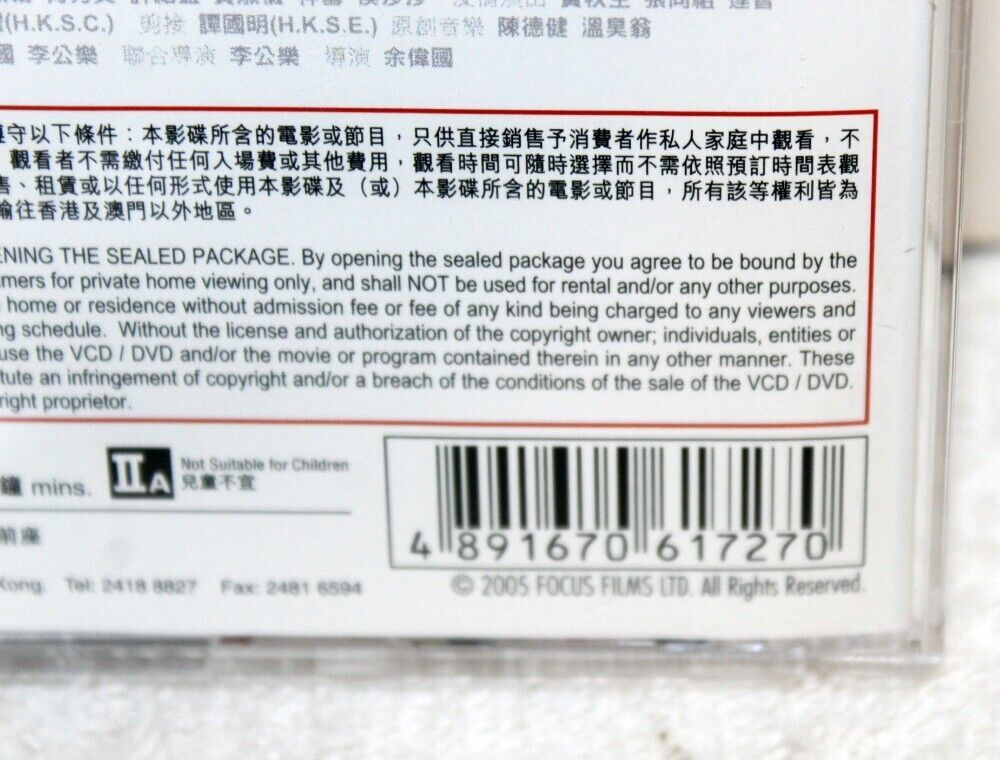 (H.K.S.C.) 剪接 譚國明(H.K.S.E.) 原創音樂 陳德健 溫昊翁
國 李公樂 聯合導演 李公樂 導演 余偉國
守以下條件：本影碟所含的電影或節目，只供直接銷售予消費者作私人家庭中觀看，不
觀看者不需繳付任何入場費或其他費用，觀看時間可隨時選擇而不需依照預訂時間表觀
售、租賃或以任何形式使用本影碟及（或）本影碟所含的電影或節目，所有該等權利皆為
輸往香港及澳門以外地區。
ENING THE SEALED PACKAGE. By opening the sealed package you agree to be bound by the
mers for private home viewing only, and shall NOT be used for rental and/or any other purposes.
home or residence without admission fee or fee of any kind being charged to any viewers and
ng schedule. Without the license and authorization of the copyright owner; individuals, entities or
use the VCD / DVD and/or the movie or program contained therein in any other manner. These
tute an infringement of copyright and/or a breach of the conditions of the sale of the VCD / DVD.
right proprietor.
鐘 mins. IIA Not Suitable for Children
兒童不宜
前座
Kong. Tel: 2418 8827 Fax: 2481 6594
4 891670 617270
© 2005 FOCUS FILMS LTD. All Rights Reserved.